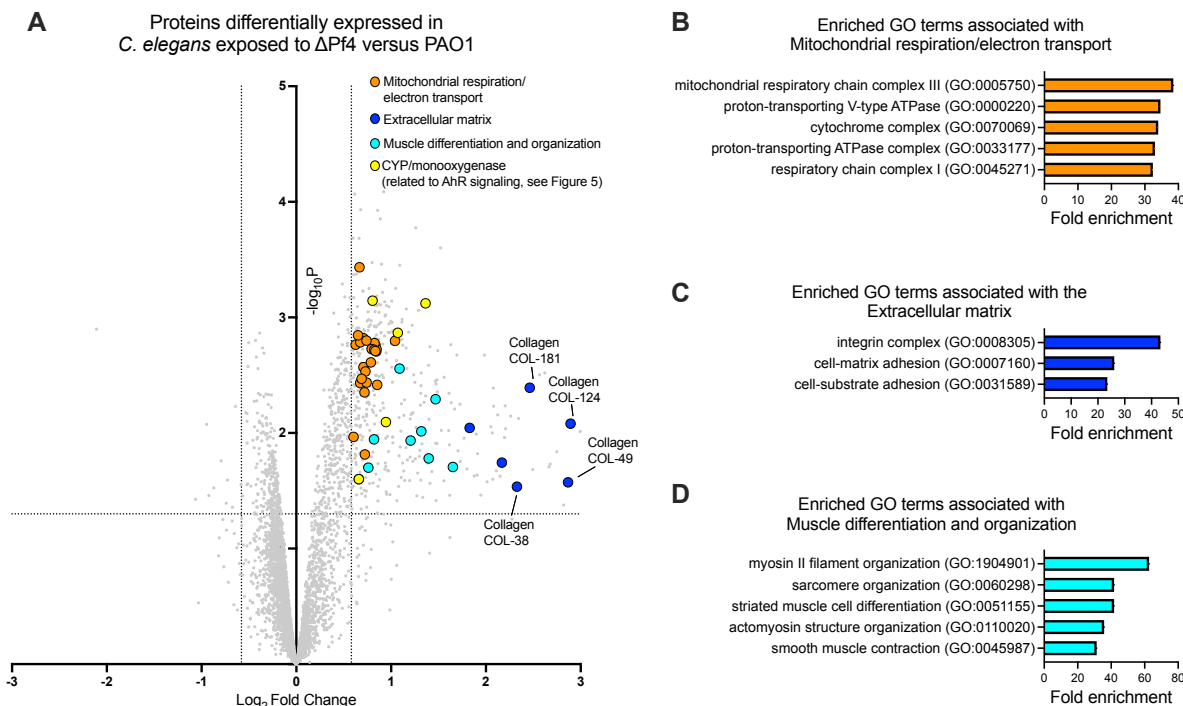 A
Proteins differentially expressed in
C. elegans exposed to ΔPf4 versus PAO1
Mitochondrial respiration/
electron transport
Extracellular matrix
Muscle differentiation and organization
CYP/monooxygenase
(related to AhR signaling, see Figure 5)
5
4
3
2
-log10P
Collagen
COL-181
Collagen
COL-124
Collagen
COL-49
Collagen
COL-38
-3
-2
-1
0
1
2
3
Log2 Fold Change
B
Enriched GO terms associated with
Mitochondrial respiration/electron transport
mitochondrial respiratory chain complex III (GO:0005750)
proton-transporting V-type ATPase (GO:0000220)
cytochrome complex (GO:0070069)
proton-transporting ATPase complex (GO:0033177)
respiratory chain complex I (GO:0045271)
0 10 20 30 40
Fold enrichment
C
Enriched GO terms associated with the
Extracellular matrix
integrin complex (GO:0008305)
cell-matrix adhesion (GO:0007160)
cell-substrate adhesion (GO:0031589)
0 10 20 30 40 50
Fold enrichment
D
Enriched GO terms associated with
Muscle differentiation and organization
myosin II filament organization (GO:1904901)
sarcomere organization (GO:0060298)
striated muscle cell differentiation (GO:0051155)
actomyosin structure organization (GO:0110020)
smooth muscle contraction (GO:0045987)
0 20 40 60 80
Fold enrichment